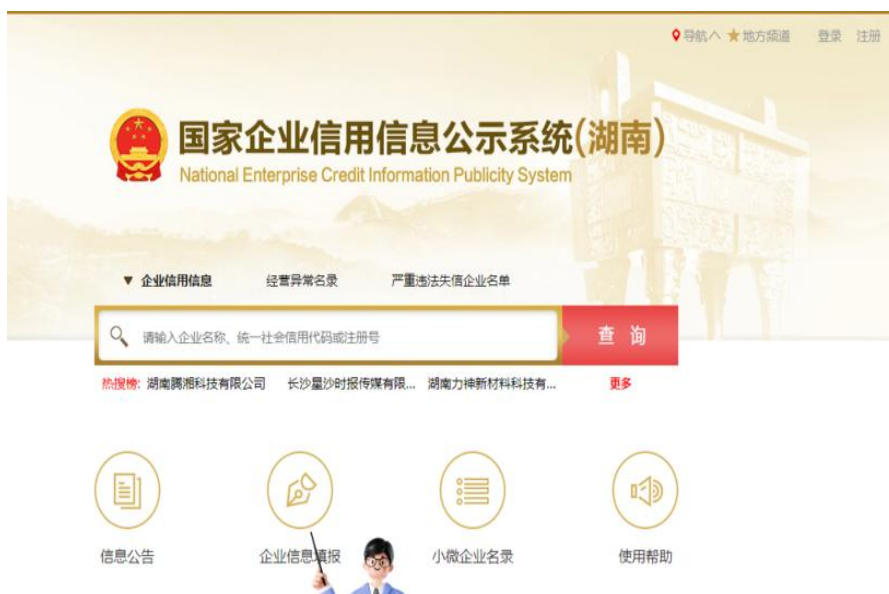 导航 地方频道 登录 注册
国家企业信用信息公示系统(湖南)
National Enterprise Credit Information Publicity System
企业信用信息 经营异常名录 严重违法失信企业名单
请输入企业名称、统一社会信用代码或注册号 查询
热搜榜: 湖南腾湘科技有限公司 长沙星沙时报传媒有限... 湖南力神新材料科技有... 更多
信息公告 企业信息填报 小微企业名录 使用帮助